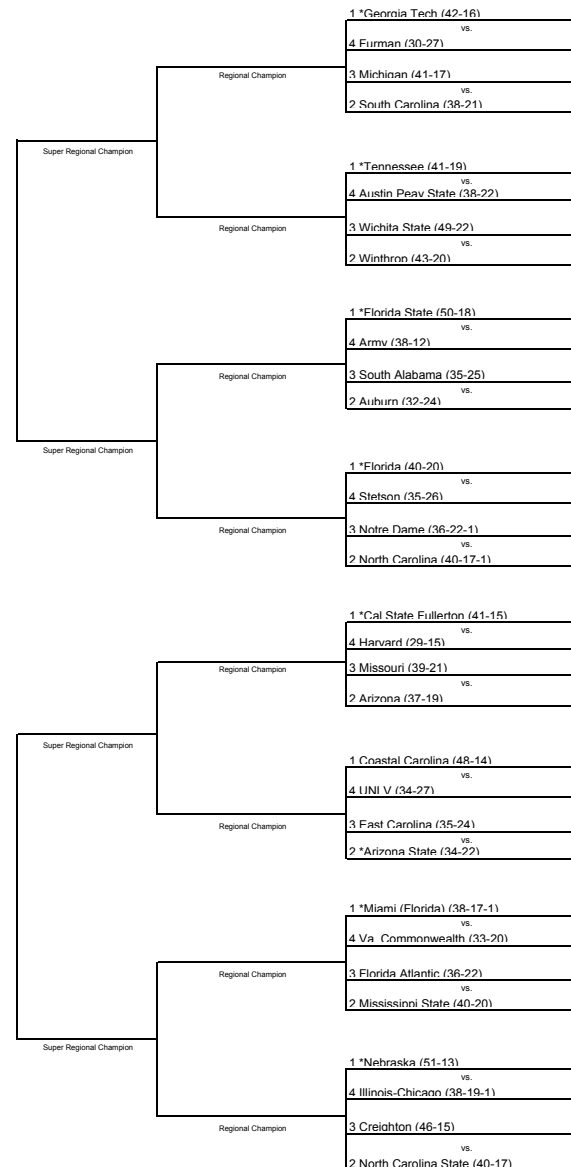 1 *Georgia Tech (42-16)
vs.
4 Furman (30-27)
3 Michigan (41-17)
Regional Champion
vs.
2 South Carolina (38-21)
Super Regional Champion
1 *Tennessee (41-19)
vs.
4 Austin Peay State (38-22)
3 Wichita State (49-22)
Regional Champion
vs.
2 Winthrop (43-20)
1 *Florida State (50-18)
vs.
4 Army (38-12)
3 South Alabama (35-25)
Regional Champion
vs.
2 Auburn (32-24)
Super Regional Champion
1 *Florida (40-20)
vs.
4 Stetson (35-26)
3 Notre Dame (36-22-1)
Regional Champion
vs.
2 North Carolina (40-17-1)
1 *Cal State Fullerton (41-15)
vs.
4 Harvard (29-15)
3 Missouri (39-21)
Regional Champion
vs.
2 Arizona (37-19)
Super Regional Champion
1 Coastal Carolina (48-14)
vs.
4 UNLV (34-27)
3 East Carolina (35-24)
Regional Champion
vs.
2 *Arizona State (34-22)
1 *Miami (Florida) (38-17-1)
vs.
4 Va. Commonwealth (33-20)
3 Florida Atlantic (36-22)
Regional Champion
vs.
2 Mississippi State (40-20)
Super Regional Champion
1 *Nebraska (51-13)
vs.
4 Illinois-Chicago (38-19-1)
3 Creighton (46-15)
Regional Champion
vs.
2 North Carolina State (40-17)